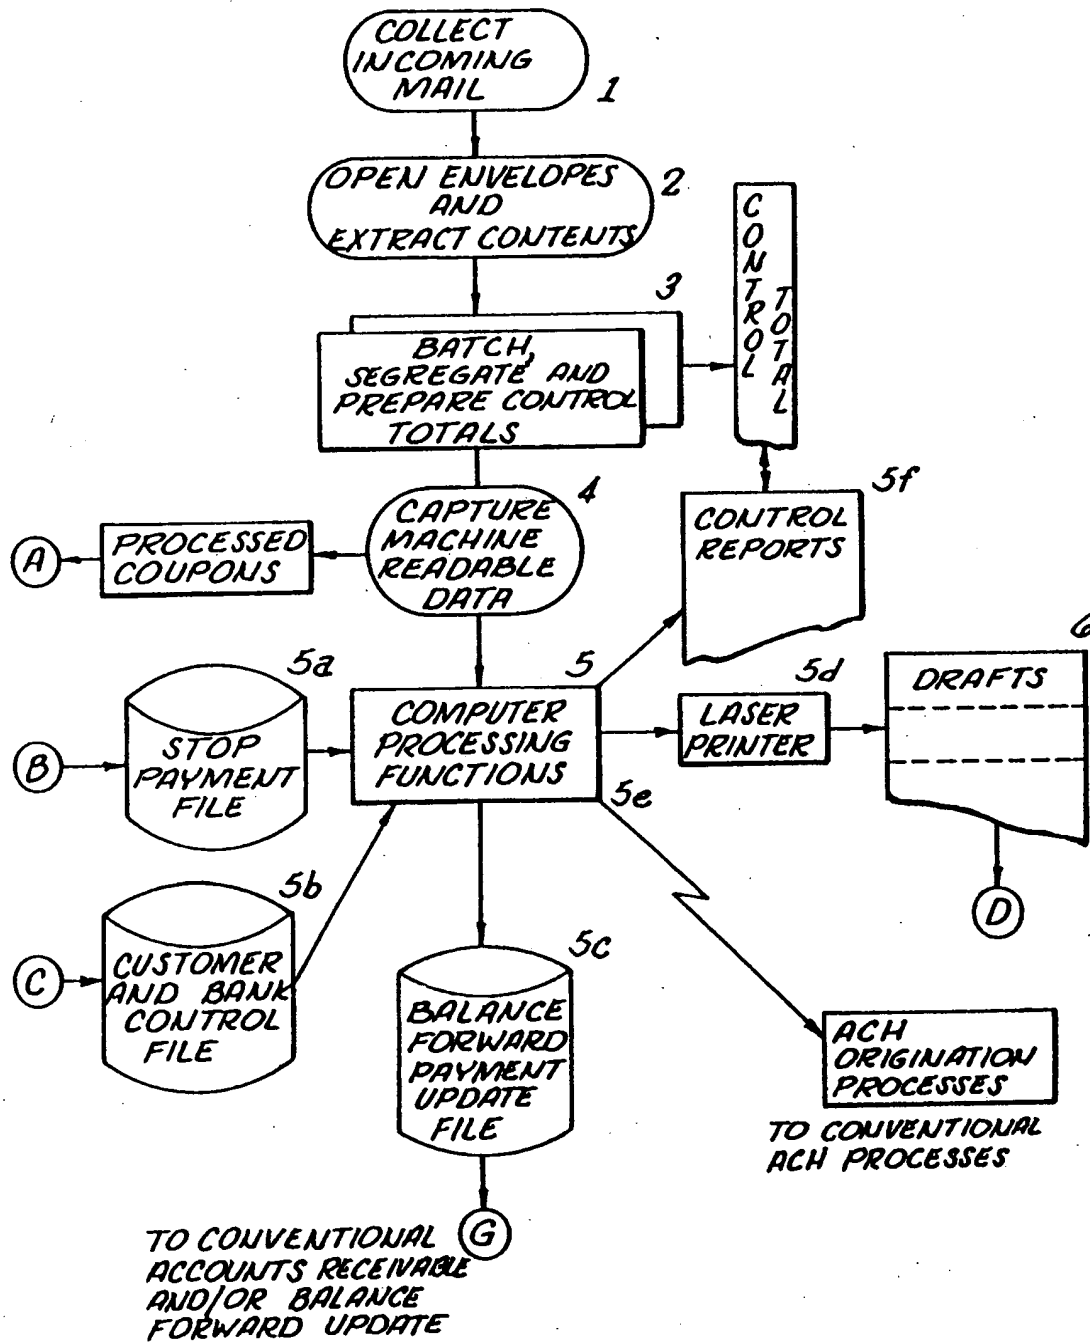 COLLECT
INCOMING
MAIL
1
OPEN ENVELOPES
AND
EXTRACT CONTENTS
2
3
BATCH,
SEGREGATE, AND
PREPARE CONTROL
TOTALS
CONTROL
TOTAL
4
CAPTURE
MACHINE
READABLE
DATA
PROCESSED
COUPONS
A
5f
CONTROL
REPORTS
5a
STOP
PAYMENT
FILE
B
5
COMPUTER
PROCESSING
FUNCTIONS
5d
LASER
PRINTER
6
DRAFTS
D
5e
5b
CUSTOMER
AND BANK
CONTROL
FILE
C
5c
BALANCE
FORWARD
PAYMENT
UPDATE
FILE
ACH
ORIGINATION
PROCESSES
TO CONVENTIONAL
ACH PROCESSES
G
TO CONVENTIONAL
ACCOUNTS RECEIVABLE
AND/OR BALANCE
FORWARD UPDATE